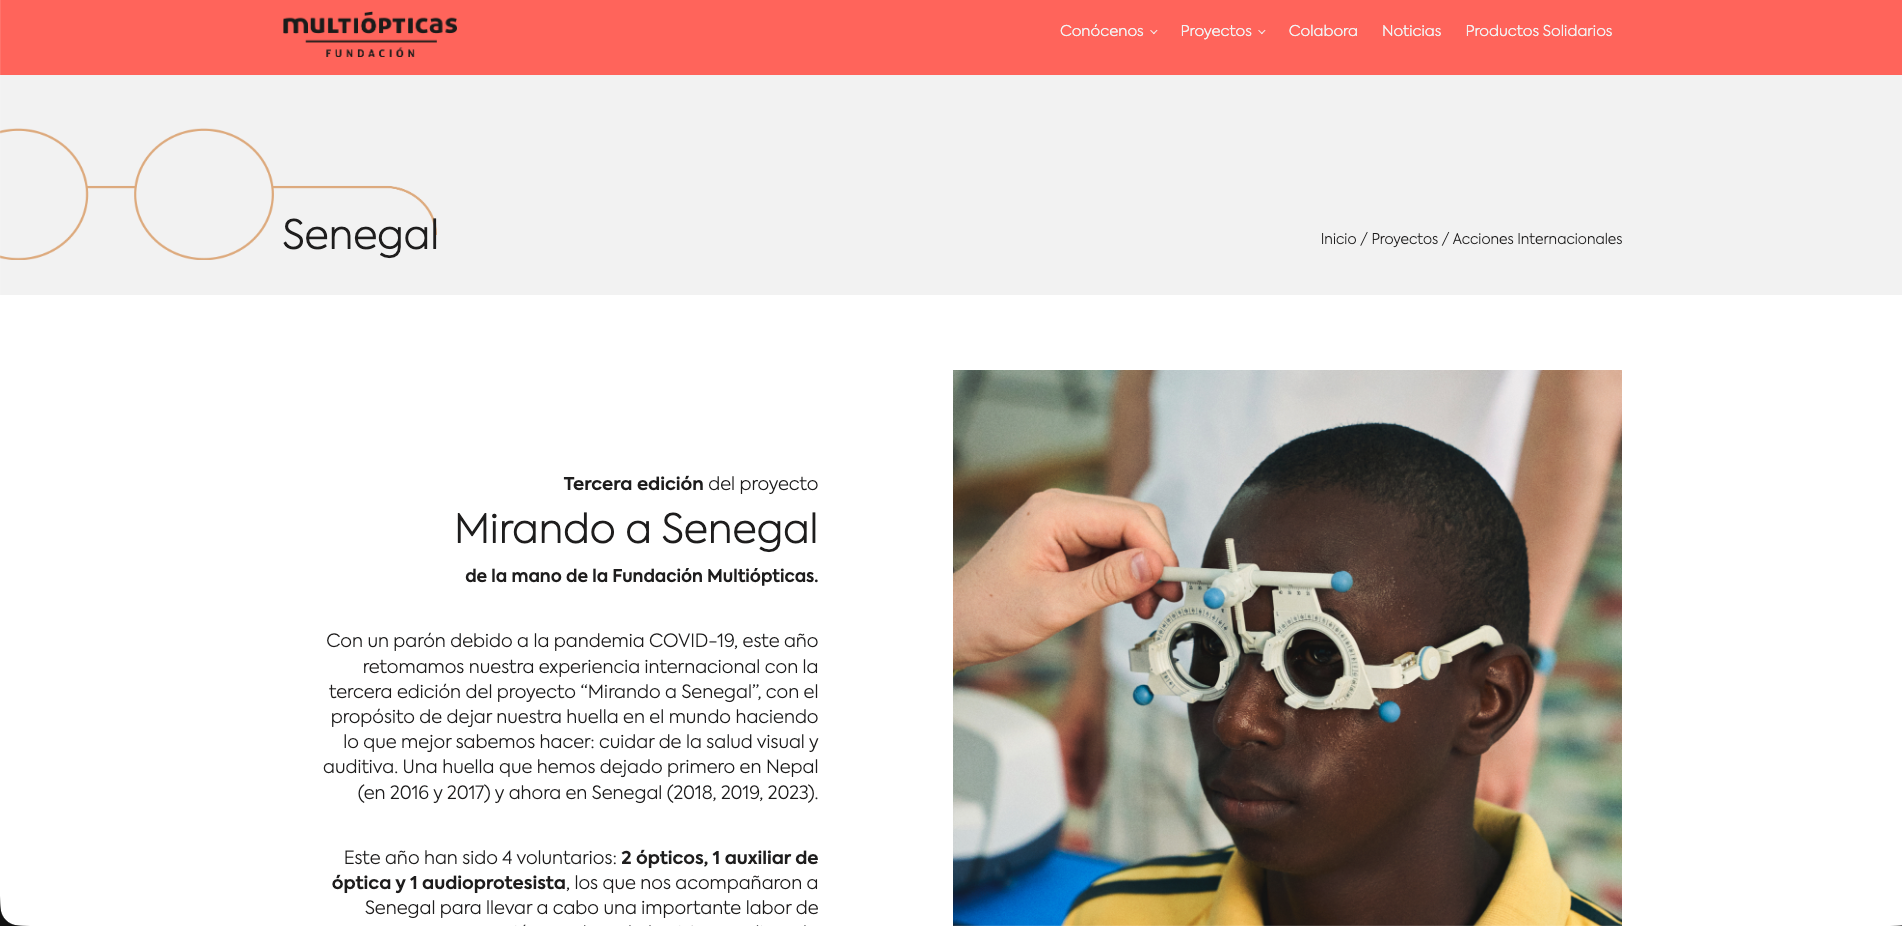 MULTIÓPTICAS
FUNDACIÓN
Conócenos
Proyectos
Colabora
Noticias
Productos Solidarios
Senegal
Inicio / Proyectos / Acciones Internacionales
Tercera edición del proyecto
Mirando a Senegal
de la mano de la Fundación Multiópticas.
Con un parón debido a la pandemia COVID-19, este año
retomamos nuestra experiencia internacional con la
tercera edición del proyecto “Mirando a Senegal”, con el
propósito de dejar nuestra huella en el mundo haciendo
lo que mejor sabemos hacer: cuidar de la salud visual y
auditiva. Una huella que hemos dejado primero en Nepal
(en 2016 y 2017) y ahora en Senegal (2018, 2019, 2023).
Este año han sido 4 voluntarios: 2 ópticos, 1 auxiliar de
óptica y 1 audioprotesista, los que nos acompañaron a
Senegal para llevar a cabo una importante labor de